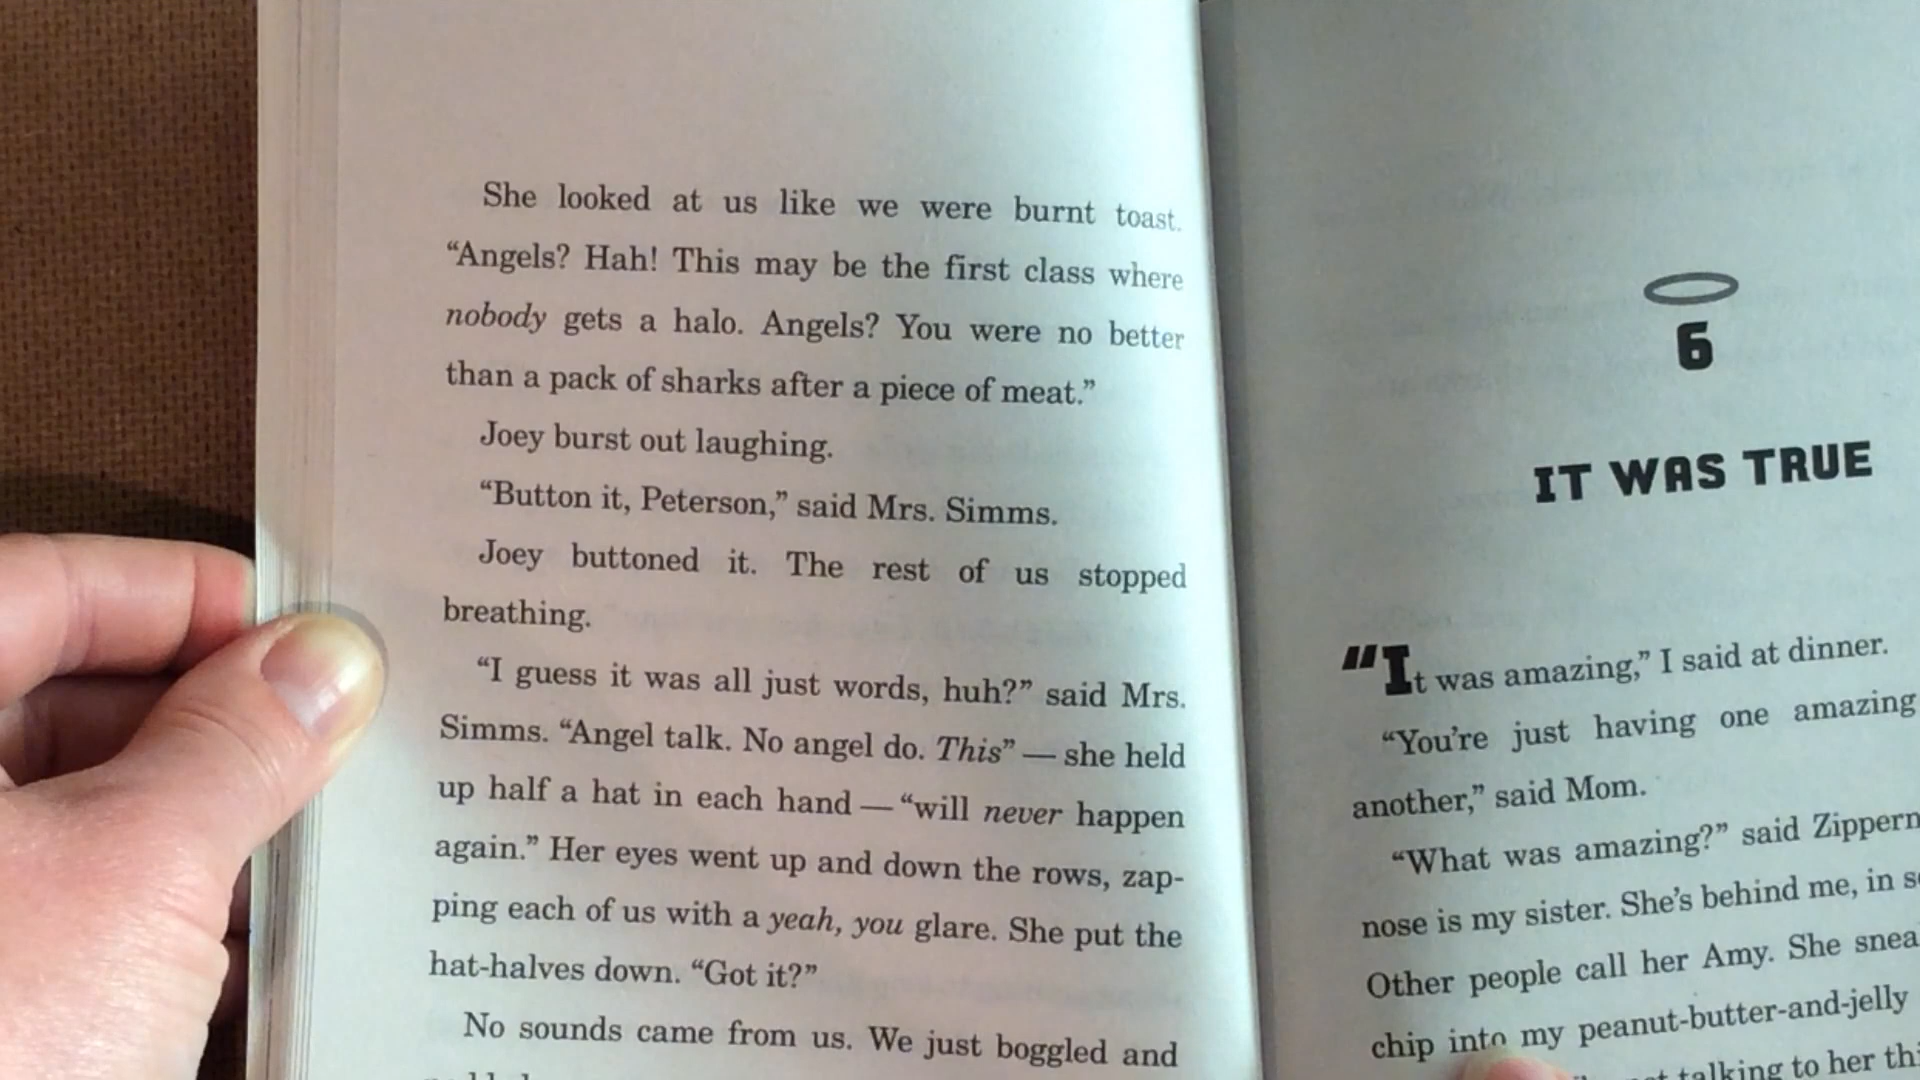 She looked at us like we were burnt toast.
“Angels? Hah! This may be the first class where
nobody gets a halo. Angels? You were no better
than a pack of sharks after a piece of meat.”
Joey burst out laughing.
“Button it, Peterson,” said Mrs. Simms.
Joey buttoned it. The rest of us stopped
breathing.
“I guess it was all just words, huh?” said Mrs.
Simms. “Angel talk. No angel do. This” — she held
up half a hat in each hand — “will never happen
again.” Her eyes went up and down the rows, zap-
ping each of us with a yeah, you glare. She put the
hat-halves down. “Got it?”
No sounds came from us. We just boggled and
6
IT WAS TRUE
“It was amazing,” I said at dinner.
“You’re just having one amazing
another,” said Mom.
“What was amazing?” said
nose is my sister. She’s behind me, in
Other people call her Amy. She
chip into my peanut-butter-and-jelly
talking to her